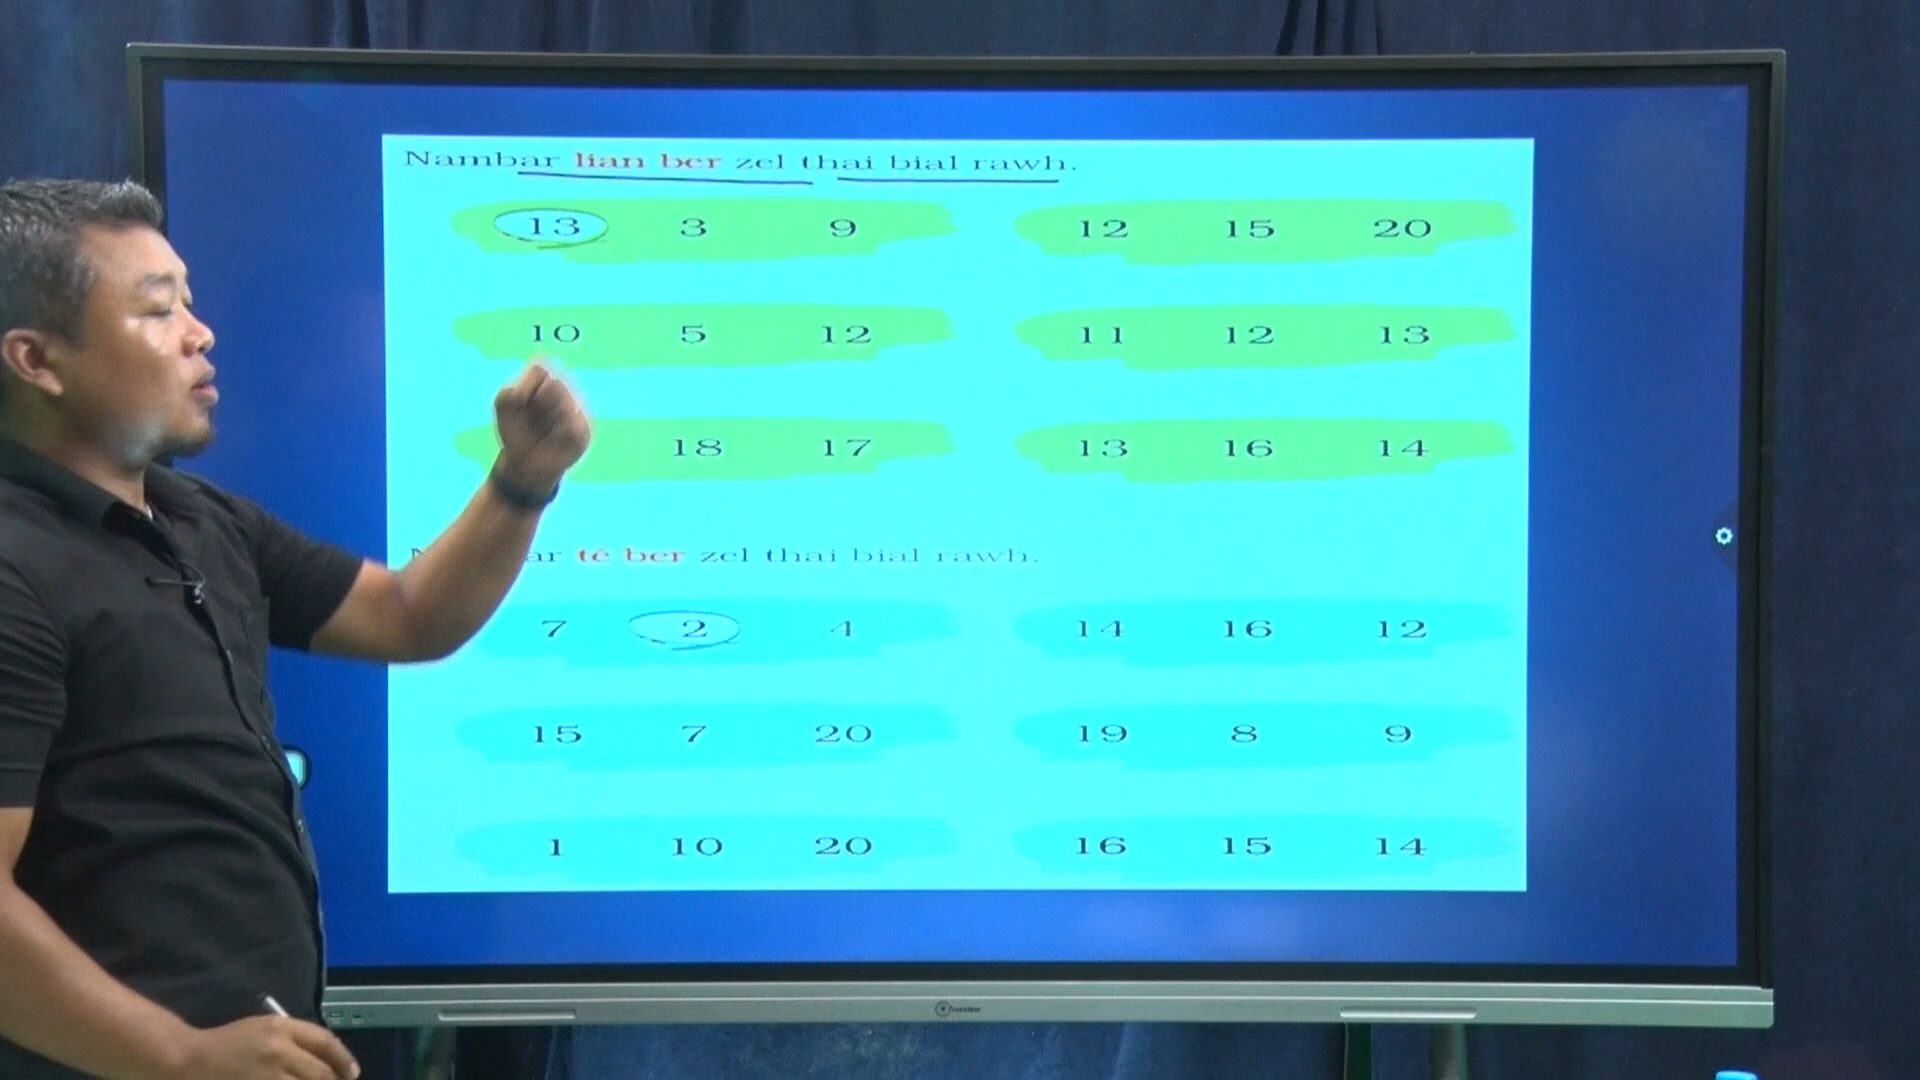 Nambar lian ber zel thai bial rawh.
13 3 9 12 15 20
10 5 12 11 12 13
18 17 13 16 14
té ber zel thai bial rawh.
7 2 4 14 16 12
15 7 20 19 8 9
1 10 20 16 15 14